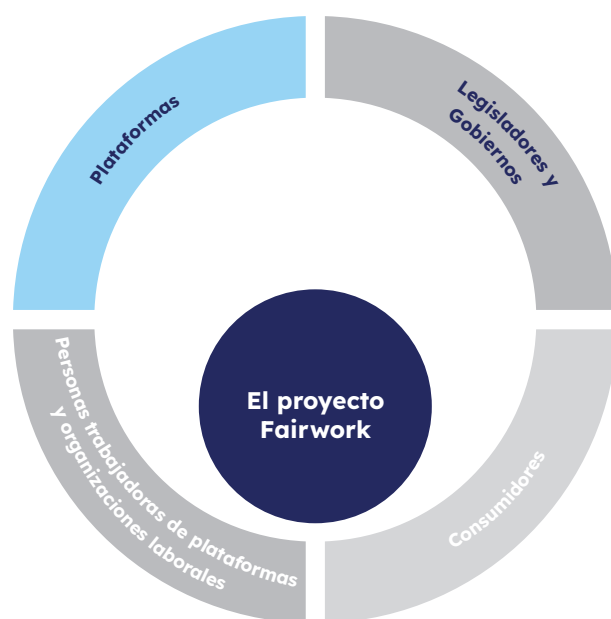 Plataformas
Legisladores y
Gobiernos
El proyecto
Fairwork
Personas trabajadoras de plataformas
y organizaciones laborales
Consumidores